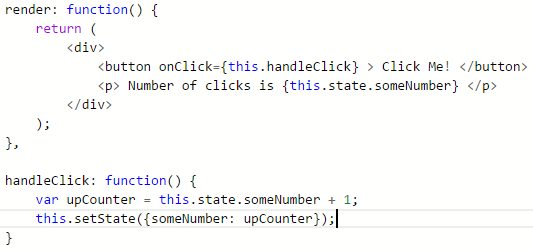 render: function() {
    return (
        <div>
            <button onClick={this.handleClick} > Click Me! </button>
            <p> Number of clicks is {this.state.someNumber} </p>
        </div>
    );
},

handleClick: function() {
    var upCounter = this.state.someNumber + 1;
    this.setState({someNumber: upCounter});
}